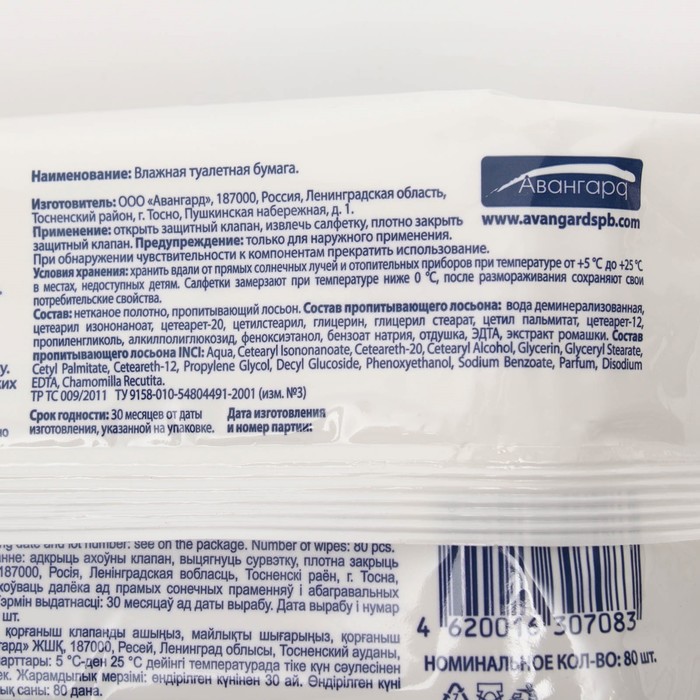 Наименование: Влажная туалетная бумага.
Авангард
www.avangardspb.com
Изготовитель: ООО «Авангард», 187000, Россия, Ленинградская область,
Тосненский район, г. Тосно, Пушкинская набережная, д. 1.
Применение: открыть защитный клапан, извлечь салфетку, плотно закрыть
защитный клапан. Предупреждение: только для наружного применения.
При обнаружении чувствительности к компонентам прекратить использование.
Условия хранения: хранить вдали от прямых солнечных лучей и отопительных приборов при температуре от +5 °С до +25 °С
в местах, недоступных детям. Салфетки замерзают при температуре ниже 0 °С, после размораживания сохраняют свои
потребительские свойства.
Состав: нетканое полотно, пропитывающий лосьон. Состав пропитывающего лосьона: вода деминерализованная,
цетеарил изононаноат, цетеарет-20, цетилстеарил, глицерин, глицерил стеарат, цетил пальмитат, цетеарет-12,
пропиленгликоль, алкилполиглюкозид, феноксиэтанол, бензоат натрия, отдушка, ЭДТА, экстракт ромашки. Состав
пропитывающего лосьона INCI: Aqua, Cetearyl Isononanoate, Ceteareth-20, Cetearyl Alcohol, Glycerin, Glyceryl Stearate,
Cetyl Palmitate, Ceteareth-12, Propylene Glycol, Decyl Glucoside, Phenoxyethanol, Sodium Benzoate, Parfum, Disodium
EDTA, Chamomilla Recutita.
ТР ТС 009/2011 ТУ 9158-010-54804491-2001 (изм. №3)
Срок годности: 30 месяцев от даты
изготовления, указанной на упаковке.
Дата изготовления
и номер партии:
date and lot number: see on the package. Number of wipes: 80 pcs.
адкрыць ахоўны клапан, выцягнуць сурвэтку, плотна закрыць
187000, Росія, Ленінградская вобласць, Тосненскі раён, г. Тосна,
далёка ад прамых сонечных праменняў і абагравальных
выдатнасці: 30 месяцаў ад даты вырабу. Дата вырабу і нумар
шт.
қорғаныш клапанды ашыңыз, майлықты шығарыңыз, қорғаныш
ЖШҚ, 187000, Ресей, Ленинград облысы, Тосненский ауданы,
5 °С-ден 25 °С дейінгі температурада тіке күн сәулесінен
Жарамдылық мерзімі: өндірілген күнінен 30 ай. Өндірілген күні
саны: 80 дана.
4 620016 307083
НОМИНАЛЬНОЕ КОЛ-ВО: 80 шт.